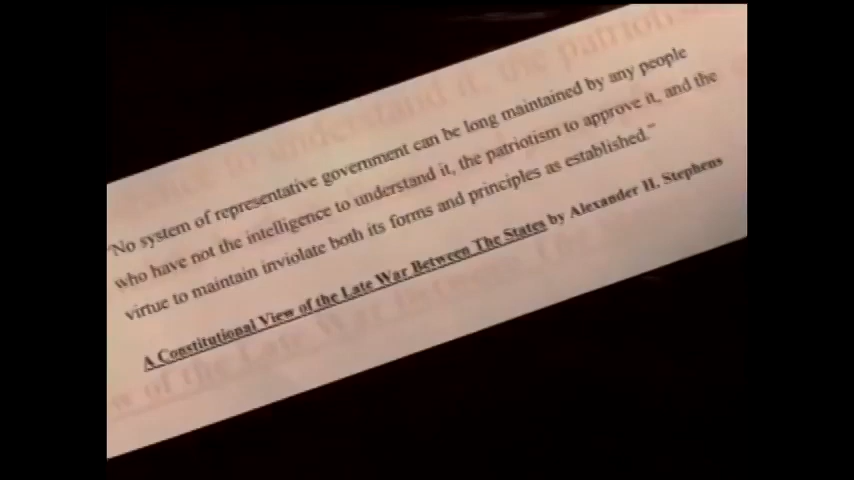 "No system of representative government can be long maintained by any people
who have not the intelligence to understand it, the patriotism to approve it, and the
virtue to maintain inviolate both its forms and principles as established."
A Constitutional View of the Late War Between The States by Alexander H. Stephens